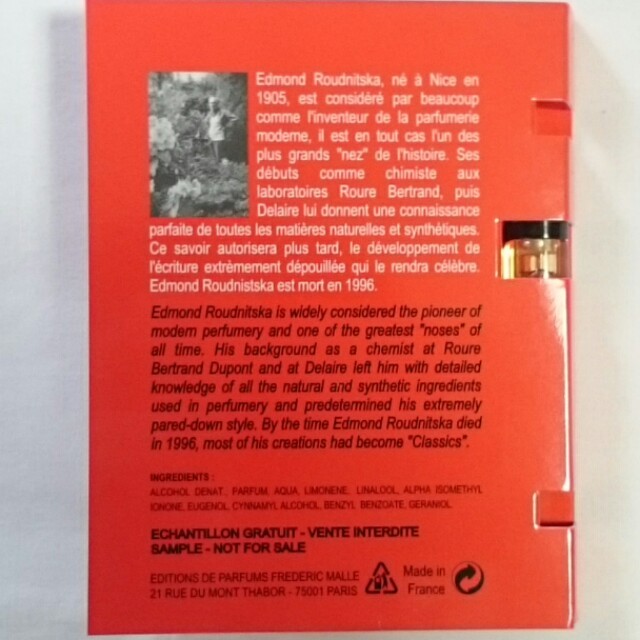 Edmond Roudnitska, né à Nice en
1905, est considéré par beaucoup
comme l'inventeur de la parfumerie
moderne, il est en tout cas l'un des
plus grands "nez" de l'histoire. Ses
débuts comme chimiste aux
laboratoires Roure Bertrand, puis
Delaire lui donnent une connaissance
parfaite de toutes les matières naturelles et synthétiques.
Ce savoir autorisera plus tard, le développement de
l'écriture extrèmement dépouillée qui le rendra célèbre.
Edmond Roudnistska est mort en 1996.
Edmond Roudnitska is widely considered the pioneer of
modern perfumery and one of the greatest "noses" of
all time. His background as a chemist at Roure
Bertrand Dupont and at Delaire left him with detailed
knowledge of all the natural and synthetic ingredients
used in perfumery and predetermined his extremely
pared-down style. By the time Edmond Roudnitska died
in 1996, most of his creations had become "Classics".
INGREDIENTS :
ALCOHOL DENAT., PARFUM, AQUA, LIMONENE, LINALOOL, ALPHA ISOMETHYL
IONONE, EUGENOL, CYNNAMYL ALCOHOL, BENZYL BENZOATE, GERANIOL.
ECHANTILLON GRATUIT - VENTE INTERDITE
SAMPLE - NOT FOR SALE
EDITIONS DE PARFUMS FREDERIC MALLE
21 RUE DU MONT THABOR - 75001 PARIS
Made in
France